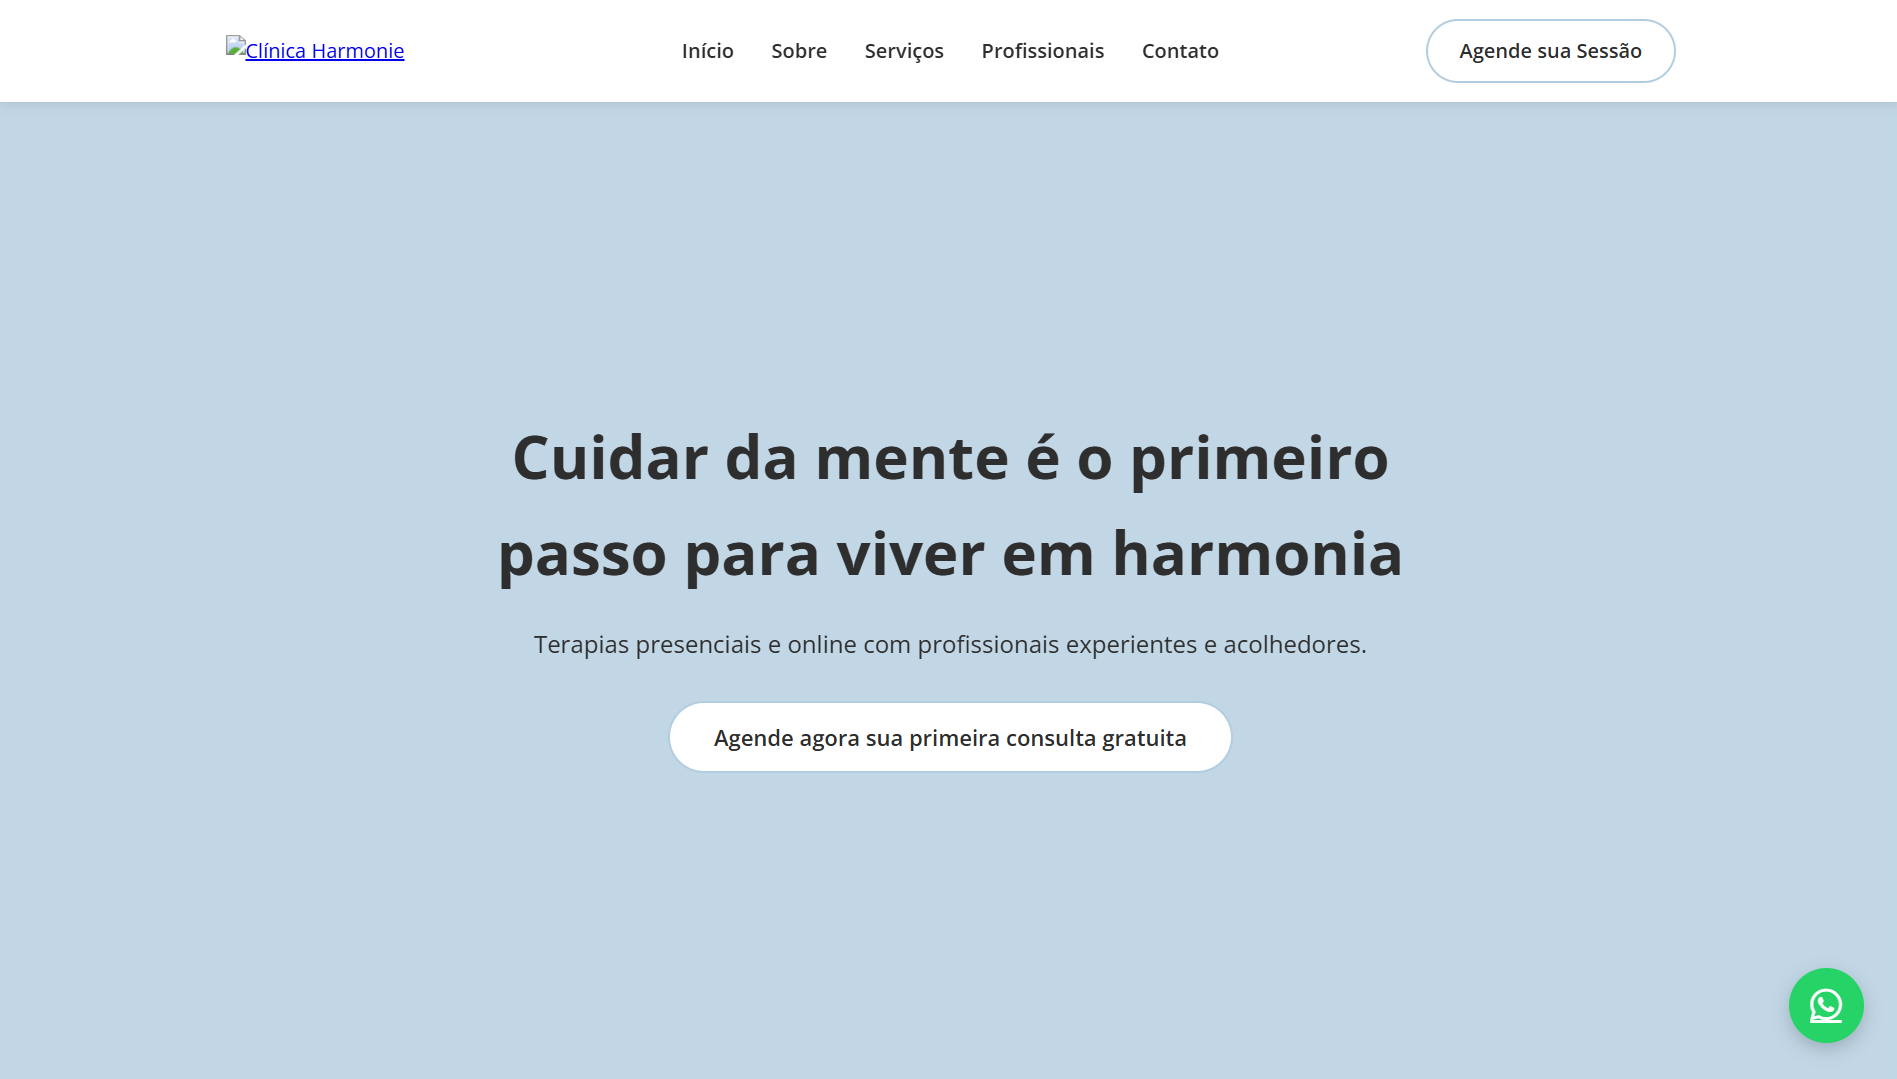 Clínica Harmonie
Início
Sobre
Serviços
Profissionais
Contato
Agende sua Sessão
Cuidar da mente é o primeiro
passo para viver em harmonia
Terapias presenciais e online com profissionais experientes e acolhedores.
Agende agora sua primeira consulta gratuita